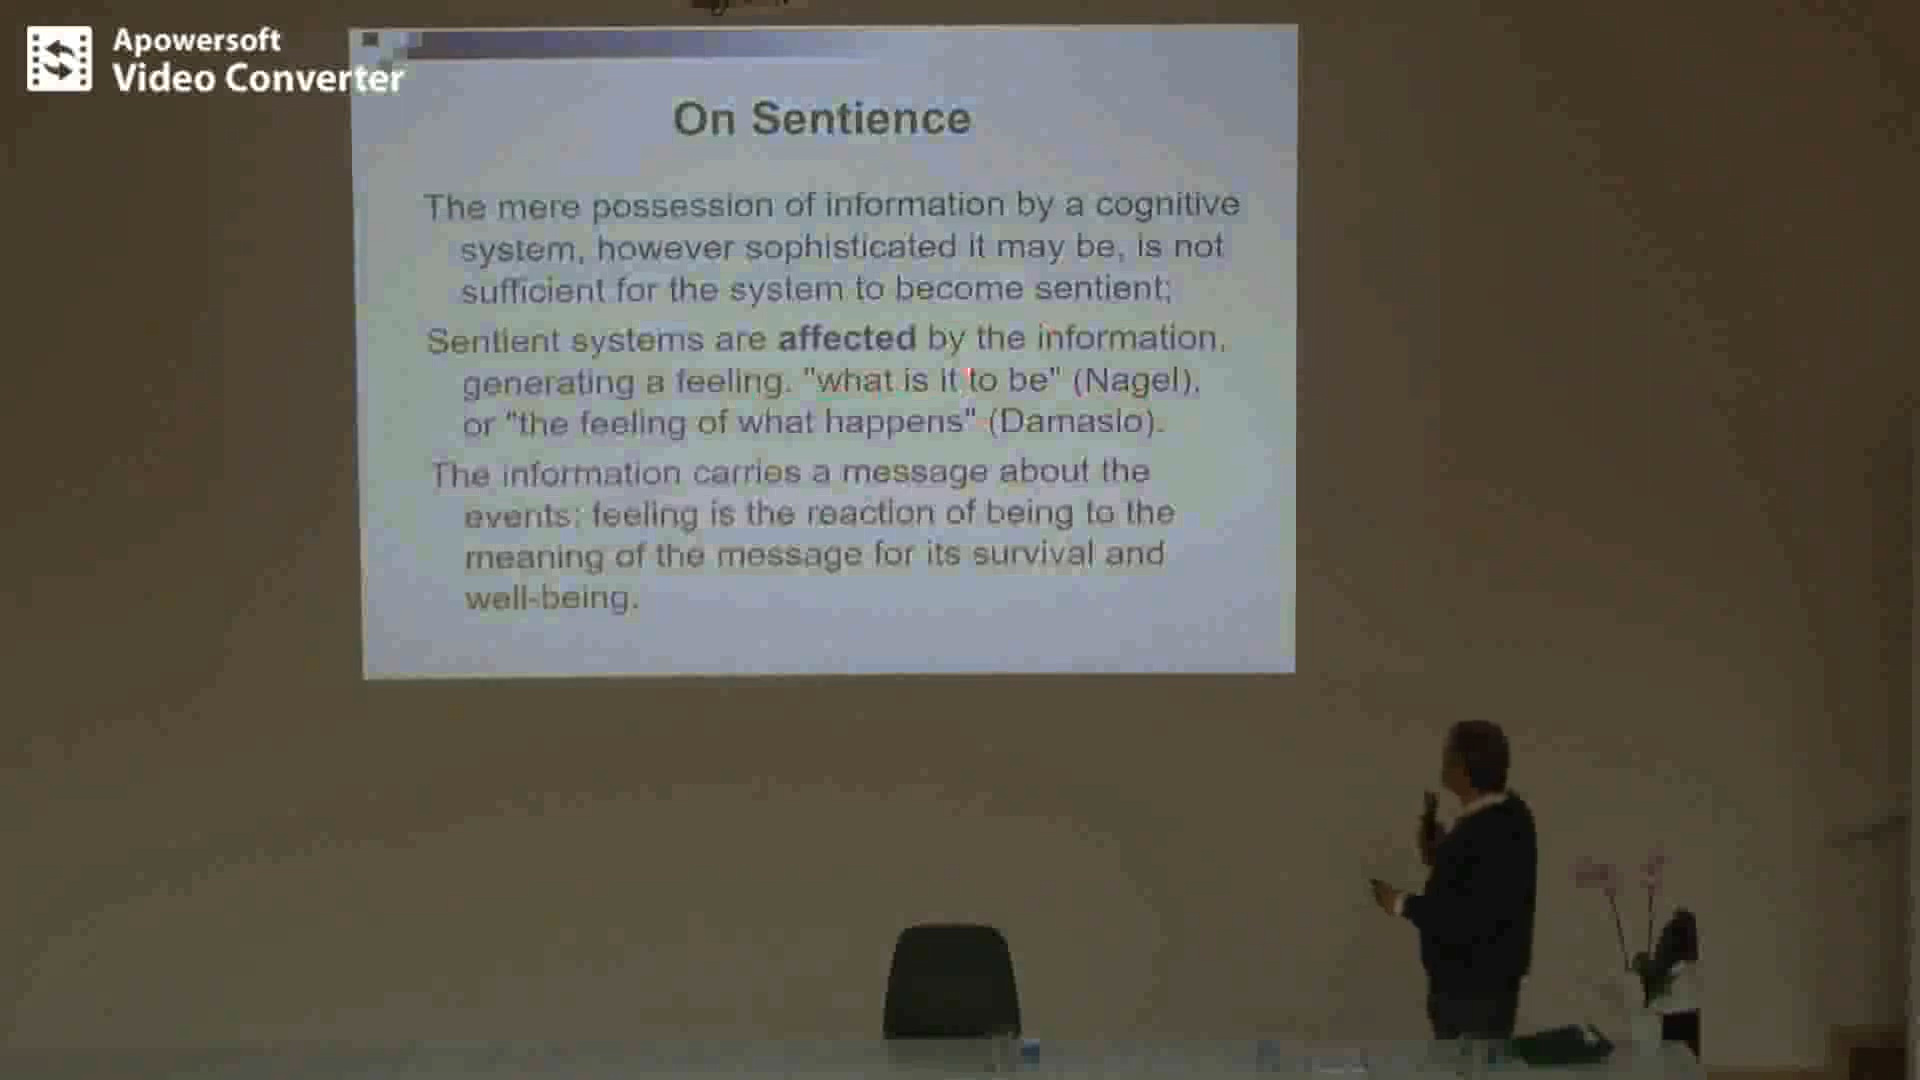 Apowersoft
Video Converter
On Sentience
The mere possession of information by a cognitive
system, however sophisticated it may be, is not
sufficient for the system to become sentient;
Sentient systems are affected by the information,
generating a feeling. "what is it to be" (Nagel),
or "the feeling of what happens" (Damasio).
The information carries a message about the
events; feeling is the reaction of being to the
meaning of the message for its survival and
well-being.